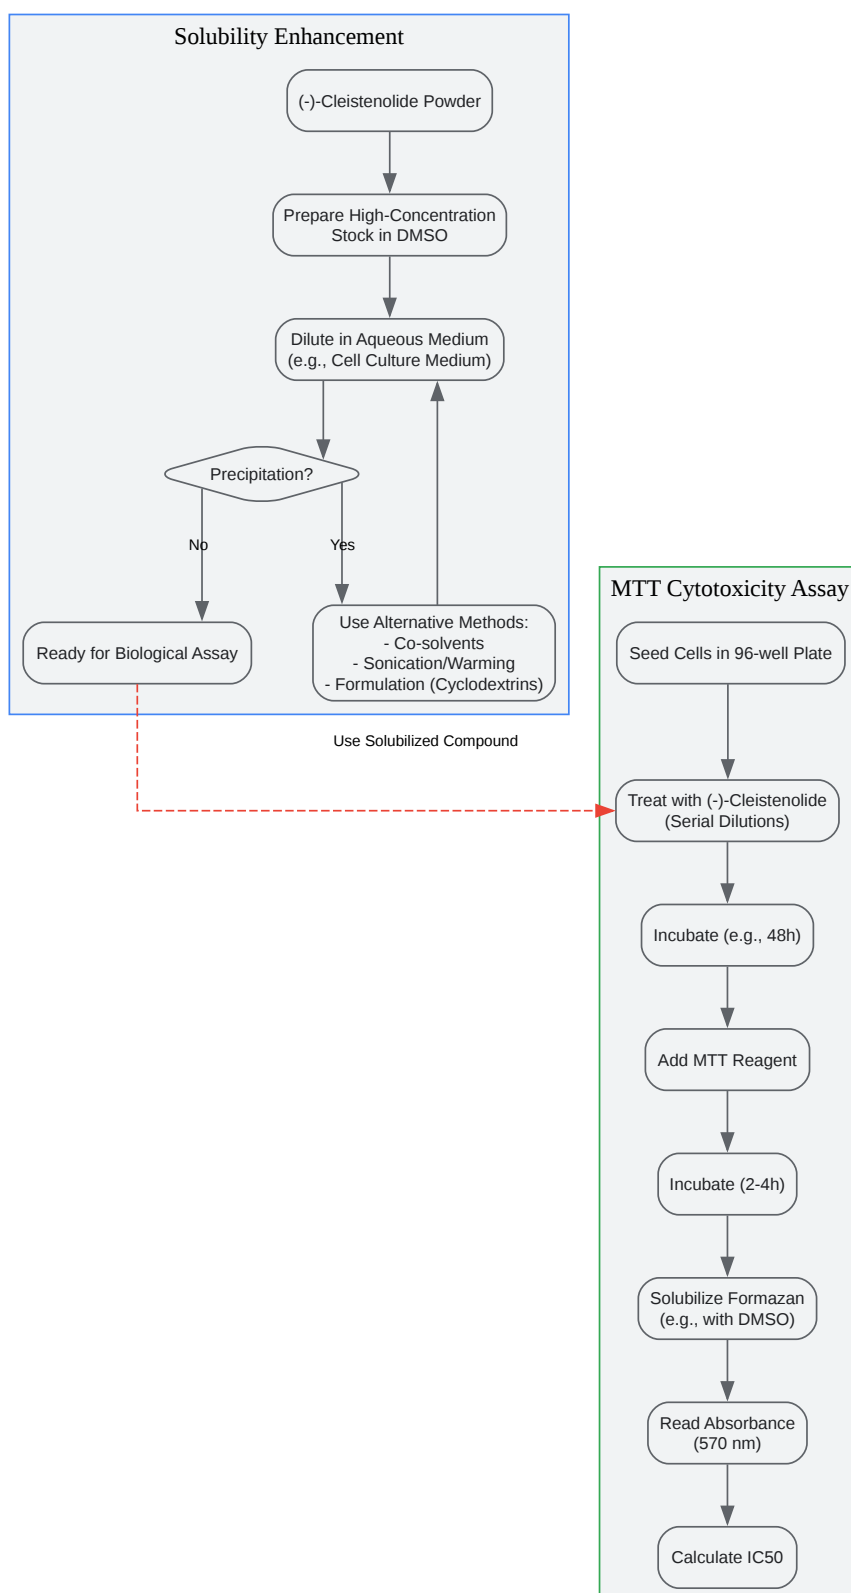 Solubility Enhancement
(-)-Cleistenolide Powder
Prepare High-Concentration
Stock in DMSO
Dilute in Aqueous Medium
(e.g., Cell Culture Medium)
Precipitation?
No
Yes
Ready for Biological Assay
Use Alternative Methods:
- Co-solvents
- Sonication/Warming
- Formulation (Cyclodextrins)
Use Solubilized Compound
MTT Cytotoxicity Assay
Seed Cells in 96-well Plate
Treat with (-)-Cleistenolide
(Serial Dilutions)
Incubate (e.g., 48h)
Add MTT Reagent
Incubate (2-4h)
Solubilize Formazan
(e.g., with DMSO)
Read Absorbance
(570 nm)
Calculate IC50